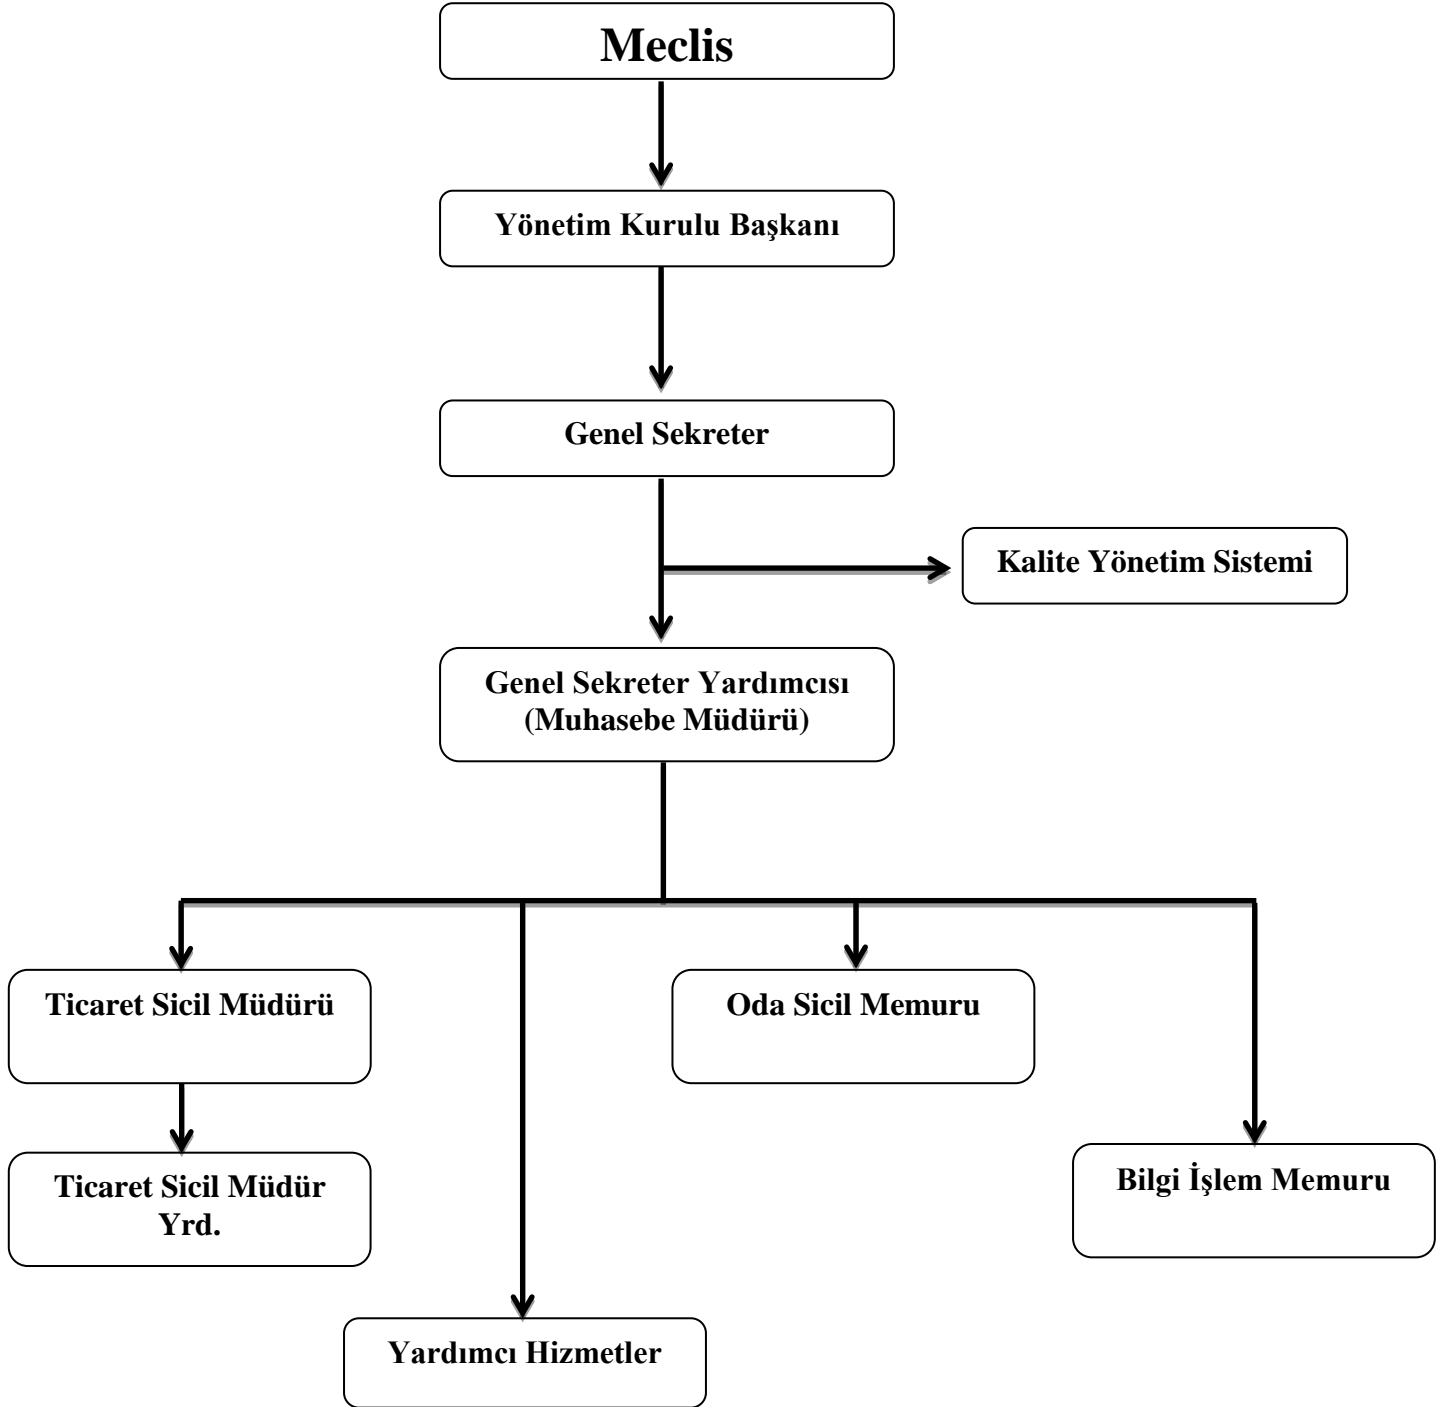 Meclis
Yönetim Kurulu Başkanı
Genel Sekreter
Kalite Yönetim Sistemi
Genel Sekreter Yardımcısı
(Muhasebe Müdürü)
Ticaret Sicil Müdürü
Oda Sicil Memuru
Ticaret Sicil Müdür
Yrd.
Bilgi İşlem Memuru
Yardımcı Hizmetler